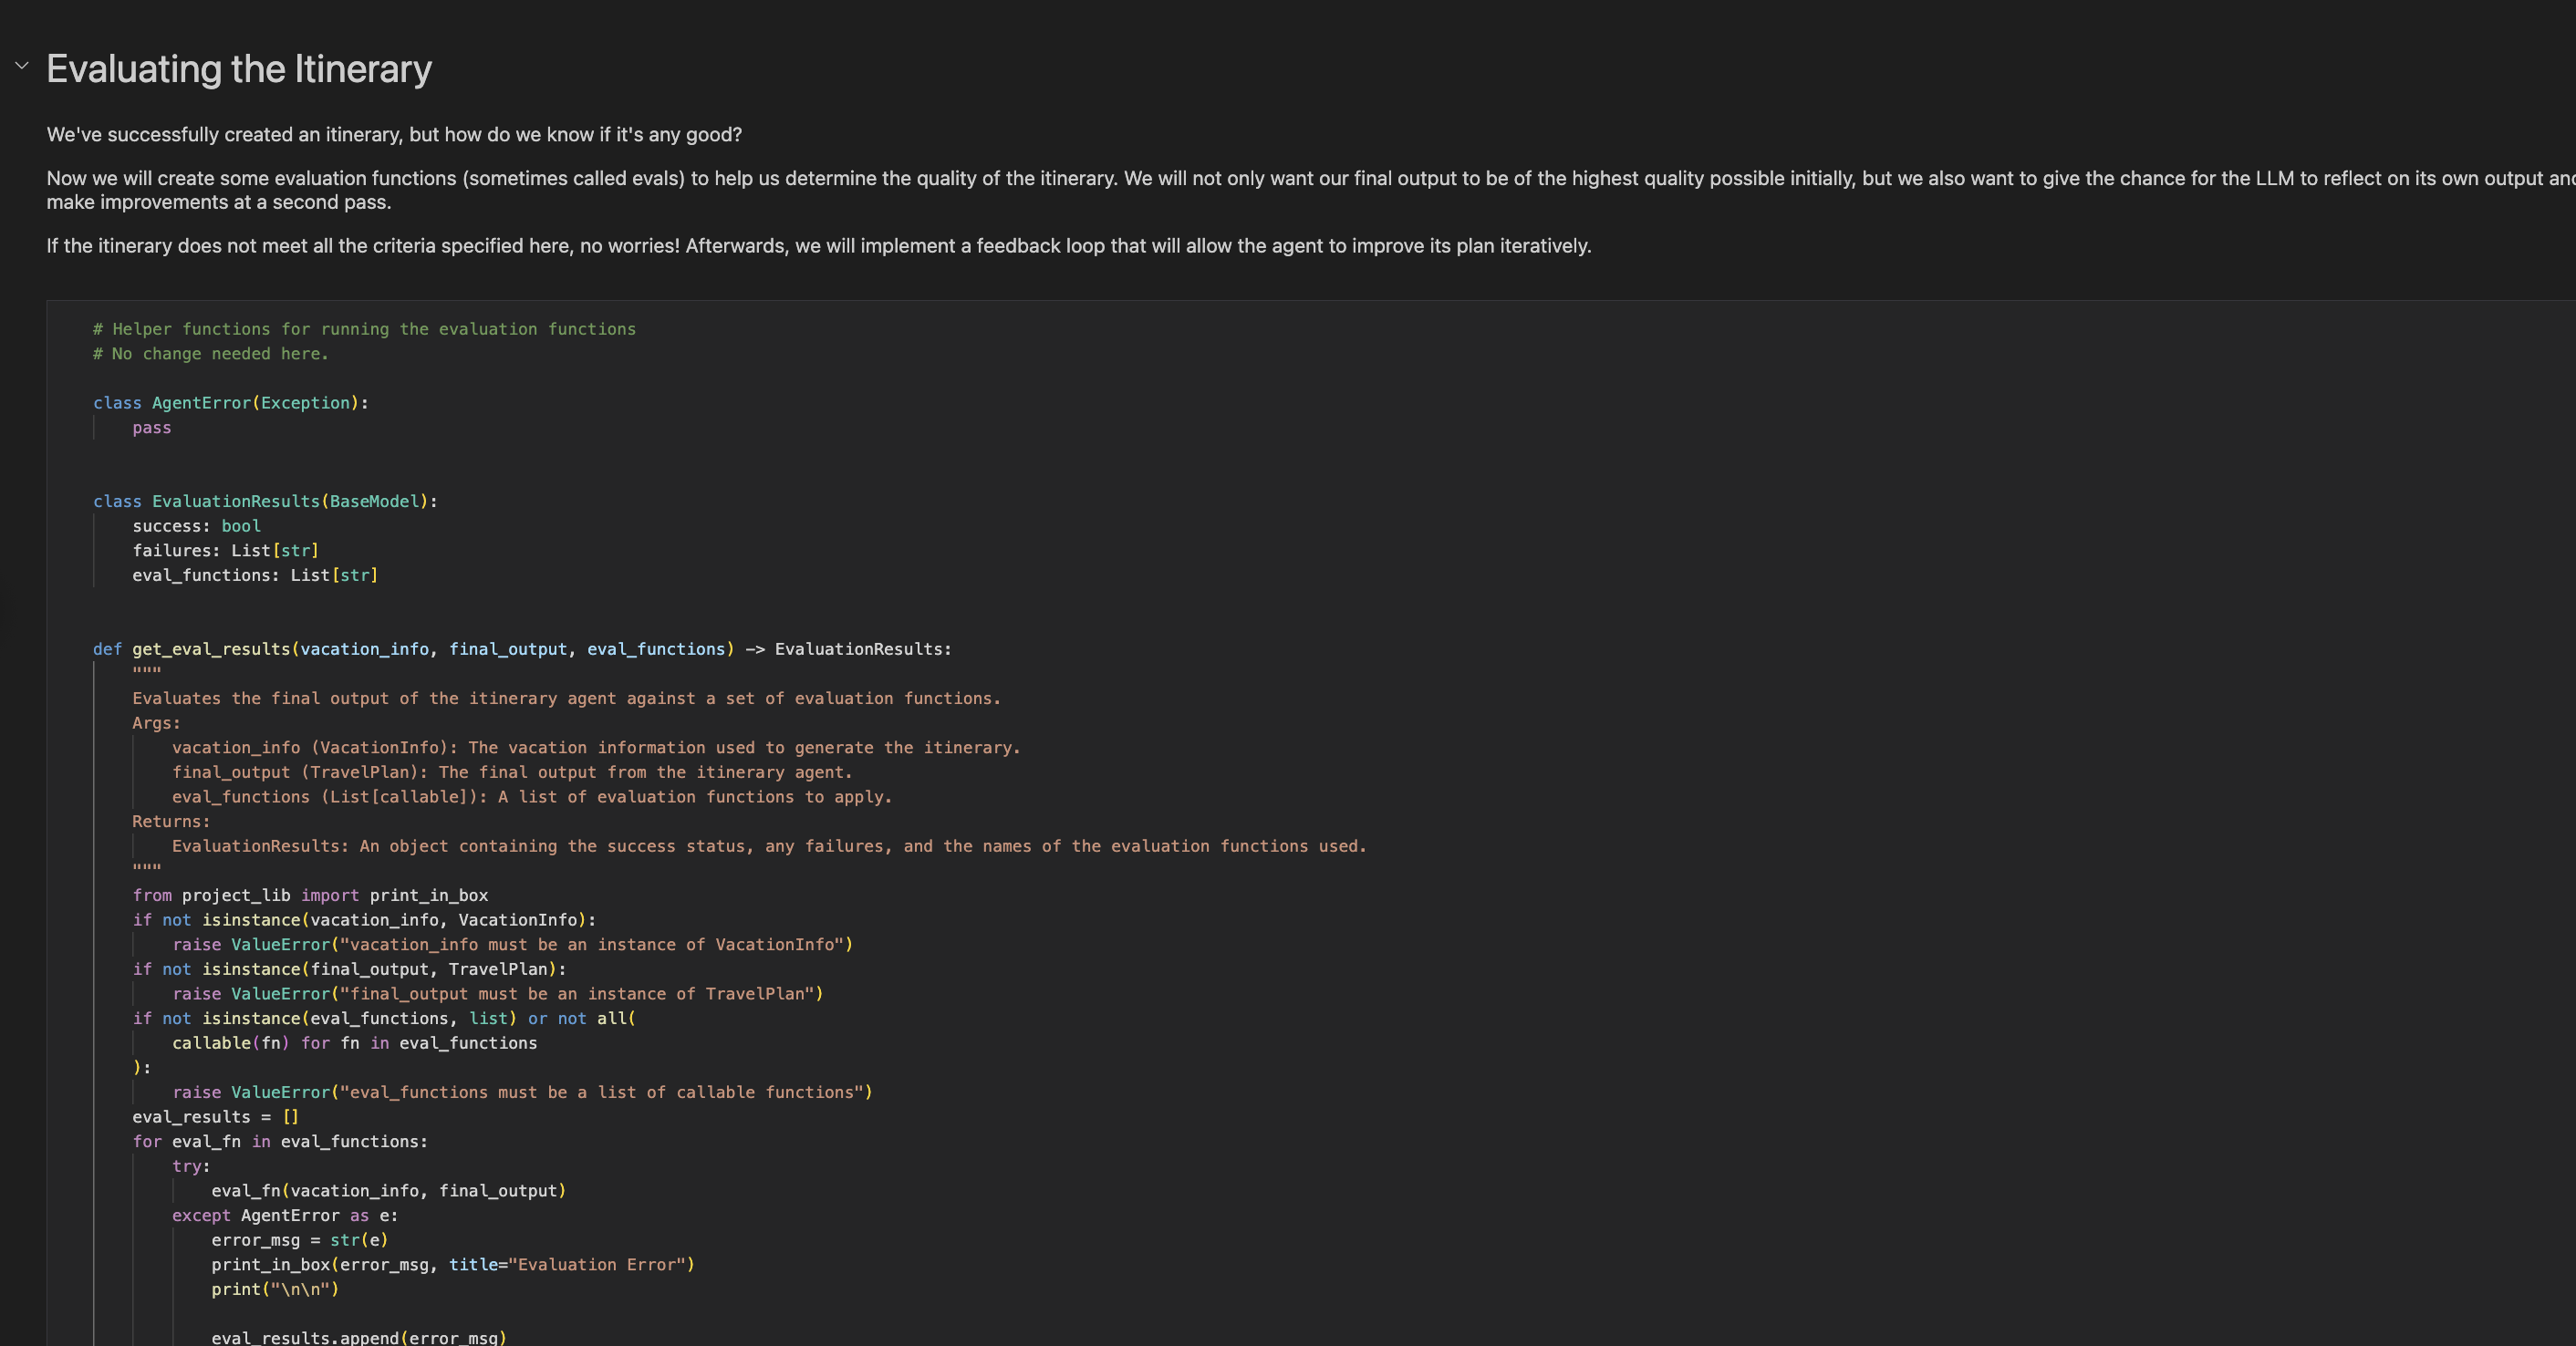 Evaluating the Itinerary
We've successfully created an itinerary, but how do we know if it's any good?
Now we will create some evaluation functions (sometimes called evals) to help us determine the quality of the itinerary. We will not only want our final output to be of the highest quality possible initially, but we also want to give the chance for the LLM to reflect on its own output and
make improvements at a second pass.
If the itinerary does not meet all the criteria specified here, no worries! Afterwards, we will implement a feedback loop that will allow the agent to improve its plan iteratively.
# Helper functions for running the evaluation functions
# No change needed here.
class AgentError(Exception):
    pass
class EvaluationResults(BaseModel):
    success: bool
    failures: List[str]
    eval_functions: List[str]
def get_eval_results(vacation_info, final_output, eval_functions) -> EvaluationResults:
    """
    Evaluates the final output of the itinerary agent against a set of evaluation functions.
    Args:
        vacation_info (VacationInfo): The vacation information used to generate the itinerary.
        final_output (TravelPlan): The final output from the itinerary agent.
        eval_functions (List[callable]): A list of evaluation functions to apply.
    Returns:
        EvaluationResults: An object containing the success status, any failures, and the names of the evaluation functions used.
    """
    from project_lib import print_in_box
    if not isinstance(vacation_info, VacationInfo):
        raise ValueError("vacation_info must be an instance of VacationInfo")
    if not isinstance(final_output, TravelPlan):
        raise ValueError("final_output must be an instance of TravelPlan")
    if not isinstance(eval_functions, list) or not all(
        callable(fn) for fn in eval_functions
    ):
        raise ValueError("eval_functions must be a list of callable functions")
    eval_results = []
    for eval_fn in eval_functions:
        try:
            eval_fn(vacation_info, final_output)
        except AgentError as e:
            error_msg = str(e)
            print_in_box(error_msg, title="Evaluation Error")
            print("\n\n")
            eval_results.append(error_msg)